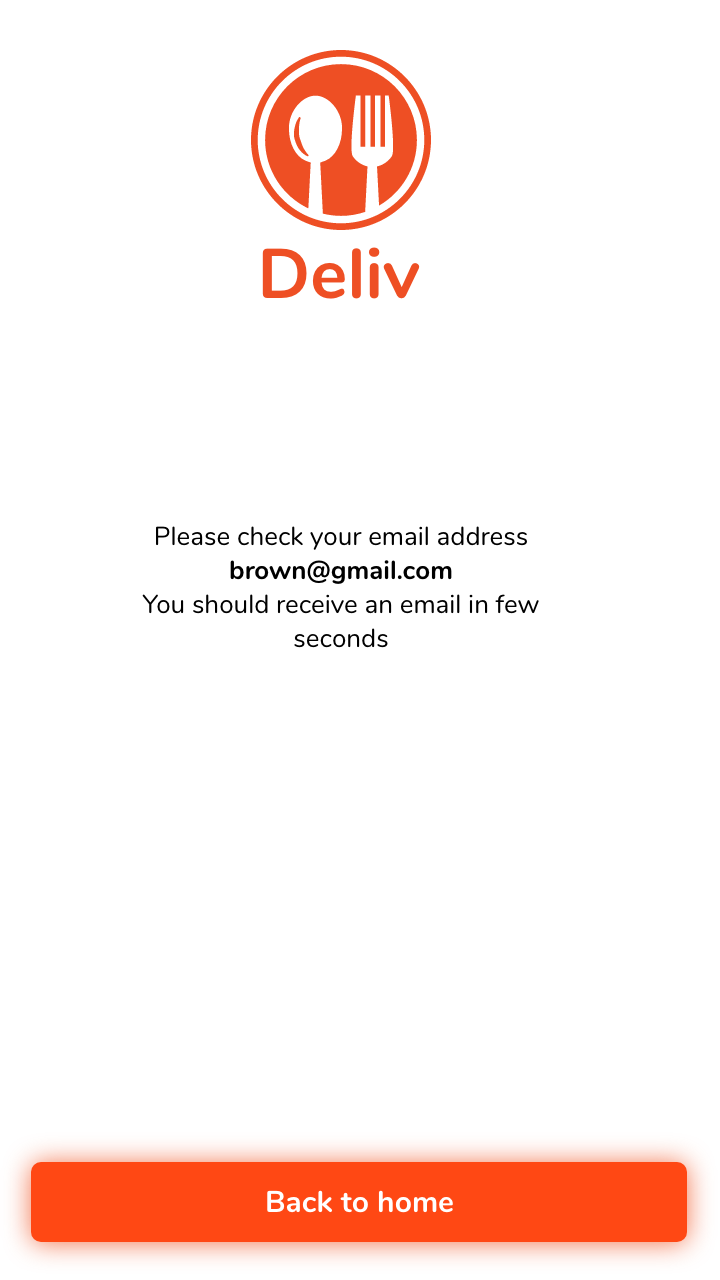 Deliv
Please check your email address
brown@gmail.com
You should receive an email in few
seconds
Back to home